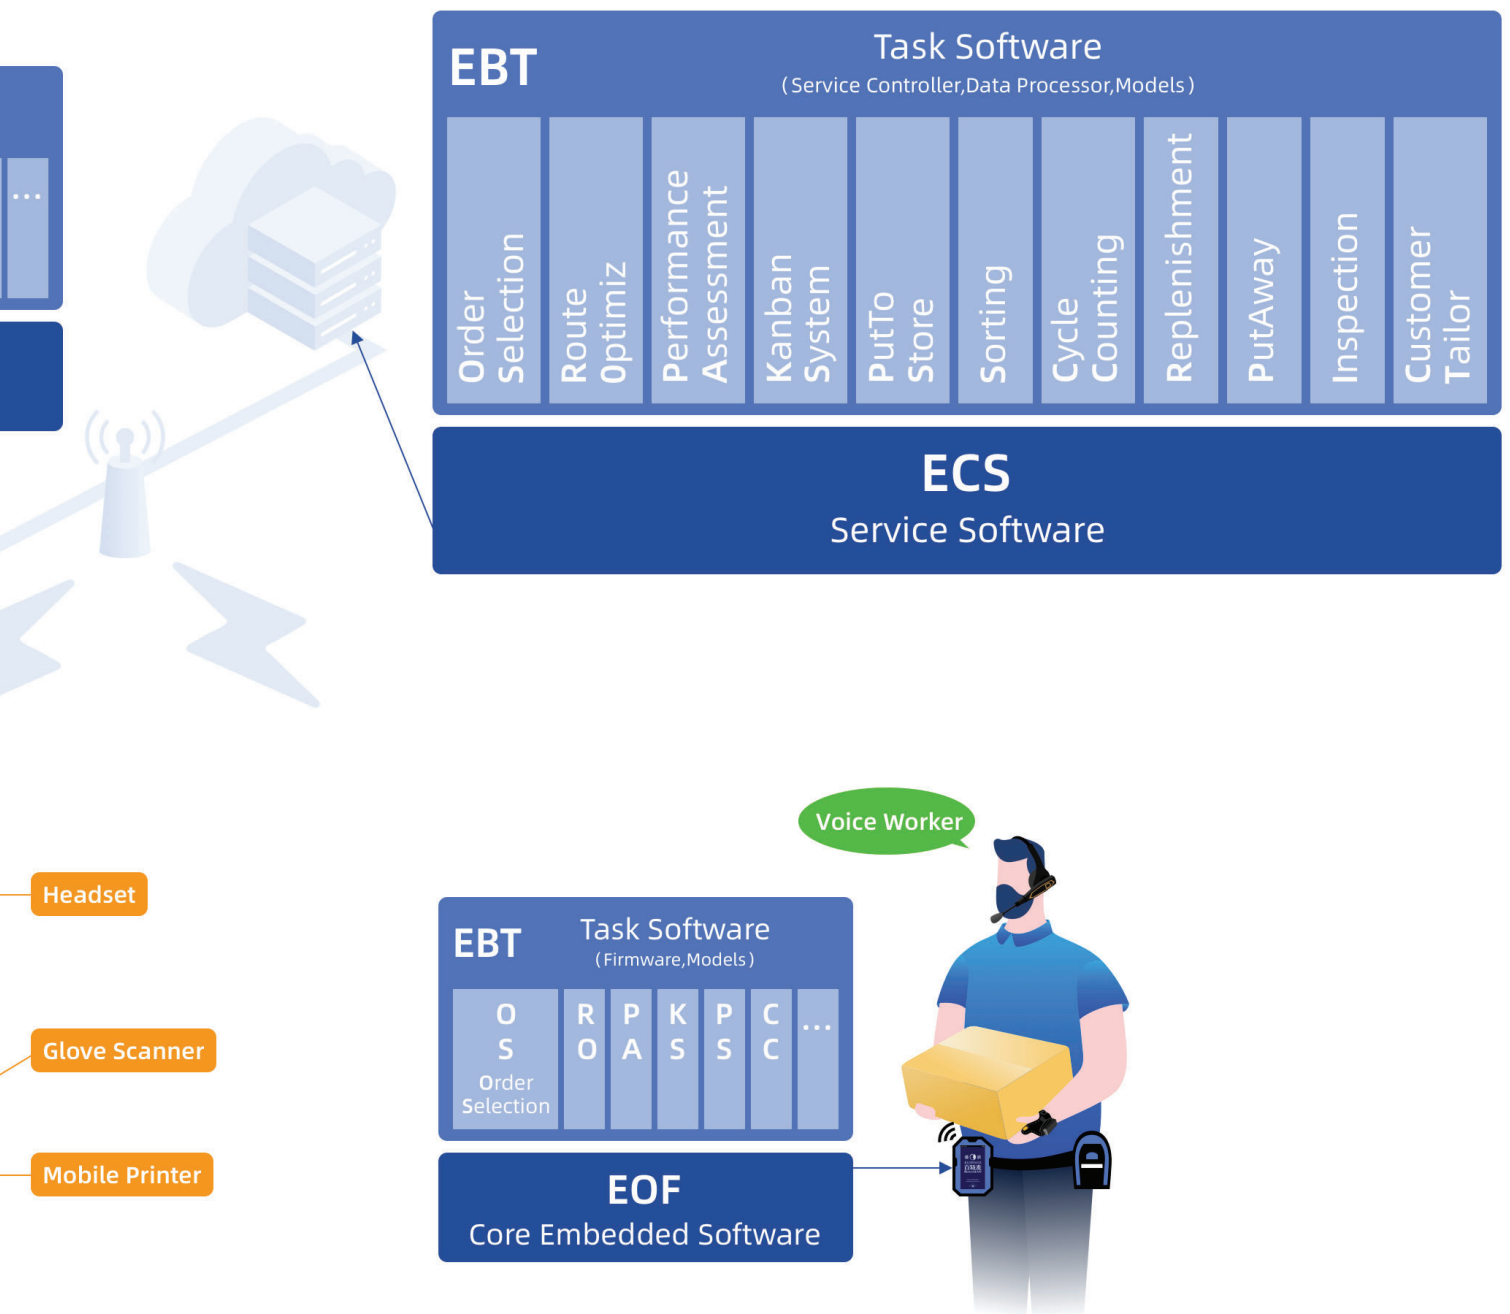 EBT
Task Software
(Service Controller,Data Processor,Models)
...
Order
Selection
Route
Optimiz
Performance
Assessment
Kanban
System
PutTo
Store
Sorting
Cycle
Counting
Replenishment
PutAway
Inspection
Customer
Tailor
ECS
Service Software
Voice Worker
Headset
Glove Scanner
Mobile Printer
EBT
Task Software
(Firmware,Models)
O
S
Order
Selection
R
O
P
A
K
S
P
S
C
C
...
EOF
Core Embedded Software